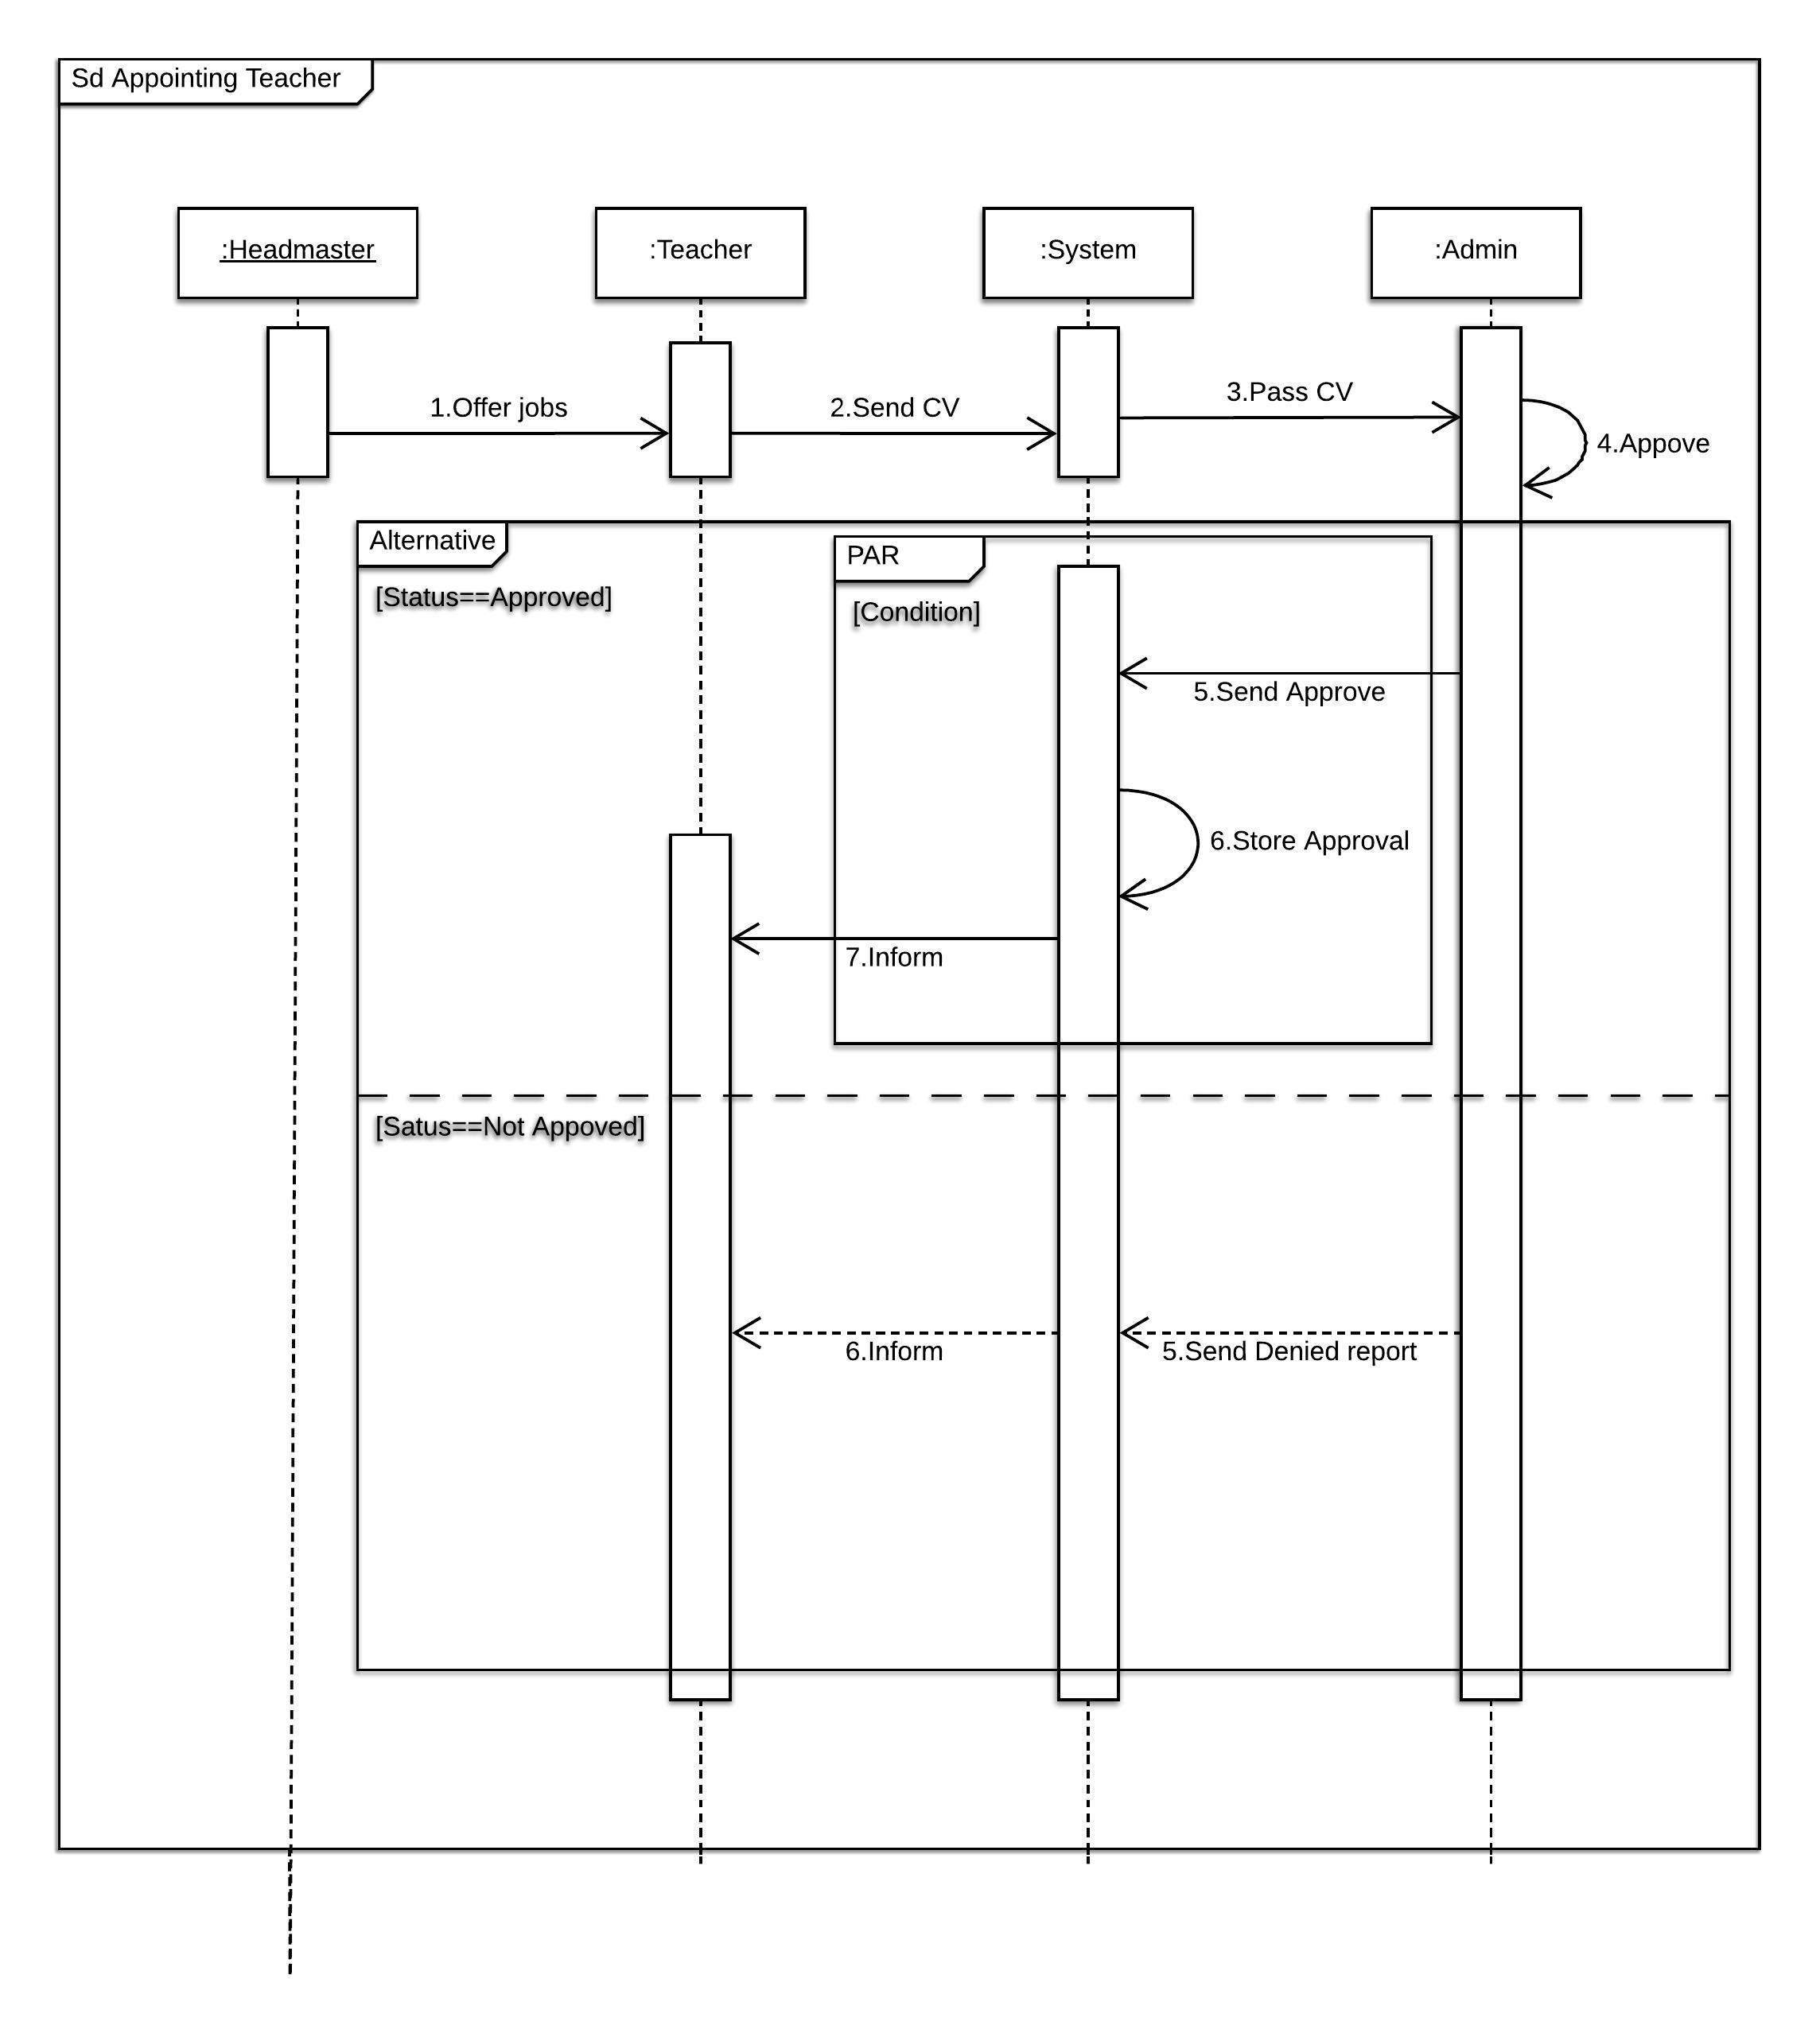 Sd Appointing Teacher
:Headmaster
:Teacher
:System
:Admin
1.Offer jobs
2.Send CV
3.Pass CV
4.Appove
Alternative
[Status==Approved]
PAR
[Condition]
5.Send Approve
6.Store Approval
7.Inform
[Satus==Not Appoved]
6.Inform
5.Send Denied report